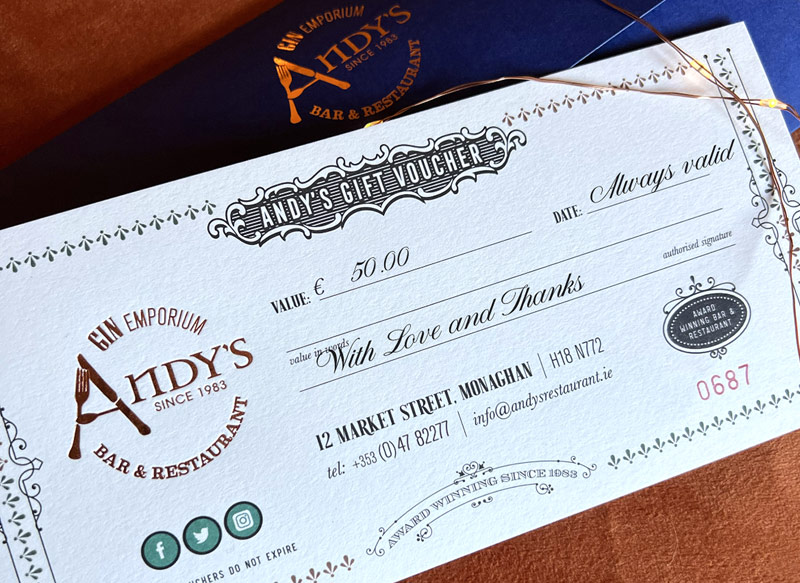 GIN EMPORIUM
ANDY'S
SINCE 1983
BAR & RESTAURANT
ANDY'S GIFT VOUCHER
VALUE: € 50.00
DATE: Always valid
authorised signature
value in words
With Love and Thanks
GIN EMPORIUM
ANDY'S
SINCE 1983
BAR & RESTAURANT
AWARD
WINNING BAR &
RESTAURANT
0687
12 MARKET STREET, MONAGHAN | H18 N772
tel: +353 (0)47 82277 | info@andysrestaurant.ie
AWARD WINNING SINCE 1983
DO NOT EXPIRE